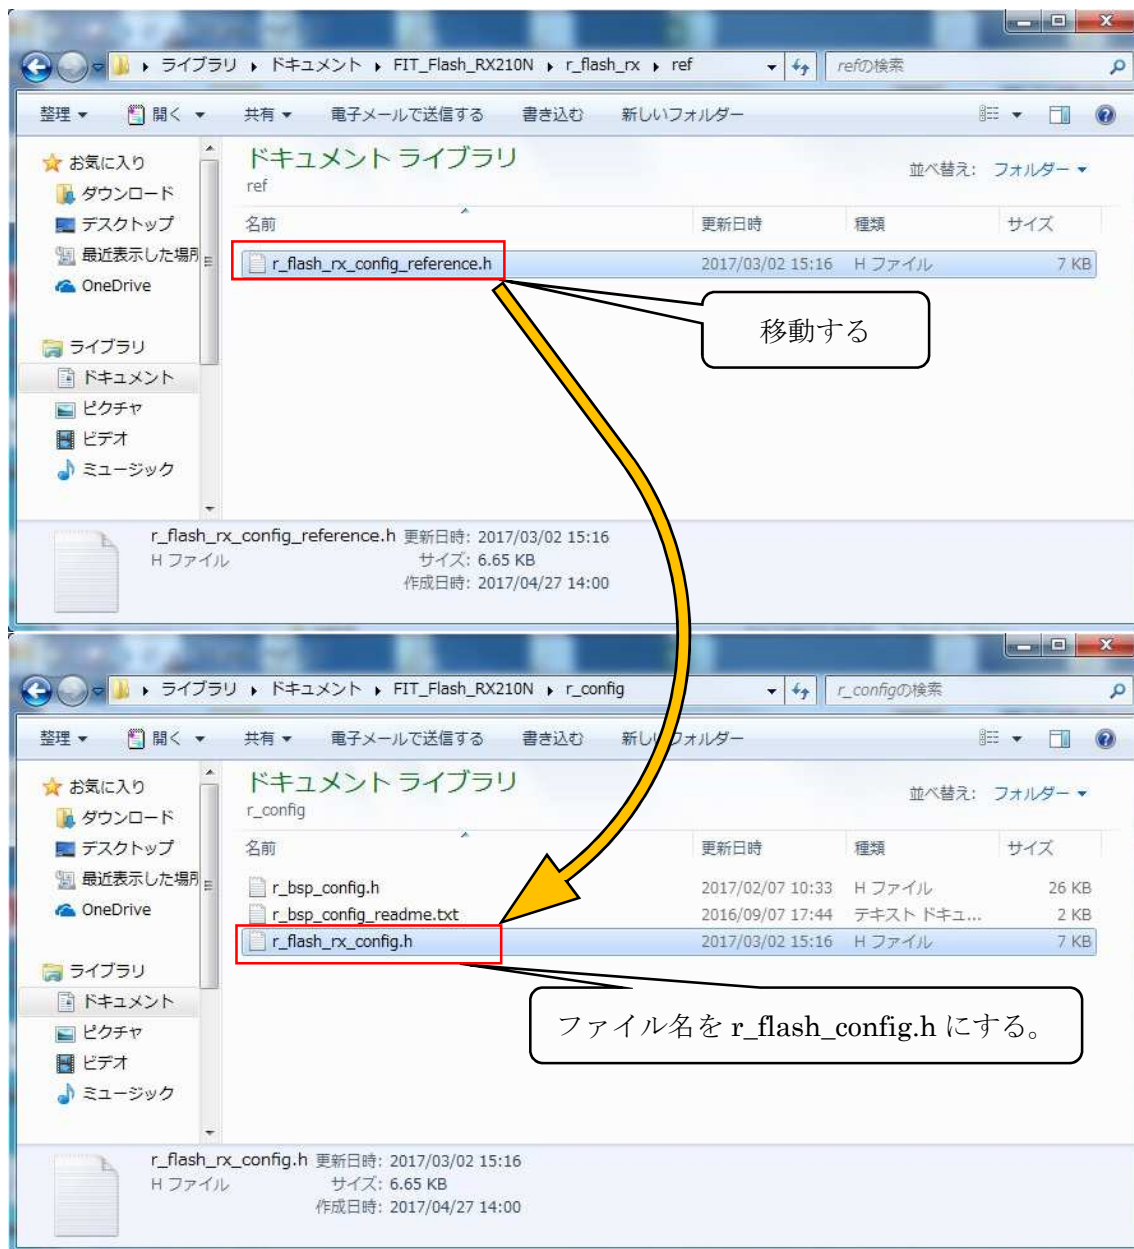 ライブラリ ▸ ドキュメント ▸ FIT_Flash_RX210N ▸ r_flash_rx ▸ ref
refの検索
整理 開く 共有 電子メールで送信する 書き込む 新しいフォルダー
お気に入り
ダウンロード
デスクトップ
最近表示した場所
OneDrive
ライブラリ
ドキュメント
ピクチャ
ビデオ
ミュージック
ドキュメント ライブラリ
ref
並べ替え: フォルダー
名前 更新日時 種類 サイズ
r_flash_rx_config_reference.h 2017/03/02 15:16 H ファイル 7 KB
移動する
r_flash_rx_config_reference.h 更新日時: 2017/03/02 15:16
H ファイル サイズ: 6.65 KB
作成日時: 2017/04/27 14:00
ライブラリ ▸ ドキュメント ▸ FIT_Flash_RX210N ▸ r_config
r_configの検索
整理 開く 共有 電子メールで送信する 書き込む 新しいフォルダー
お気に入り
ダウンロード
デスクトップ
最近表示した場所
OneDrive
ライブラリ
ドキュメント
ピクチャ
ビデオ
ミュージック
ドキュメント ライブラリ
r_config
並べ替え: フォルダー
名前 更新日時 種類 サイズ
r_bsp_config.h 2017/02/07 10:33 H ファイル 26 KB
r_bsp_config_readme.txt 2016/09/07 17:44 テキスト ドキュ... 2 KB
r_flash_rx_config.h 2017/03/02 15:16 H ファイル 7 KB
ファイル名を r_flash_config.h にする。
r_flash_rx_config.h 更新日時: 2017/03/02 15:16
H ファイル サイズ: 6.65 KB
作成日時: 2017/04/27 14:00